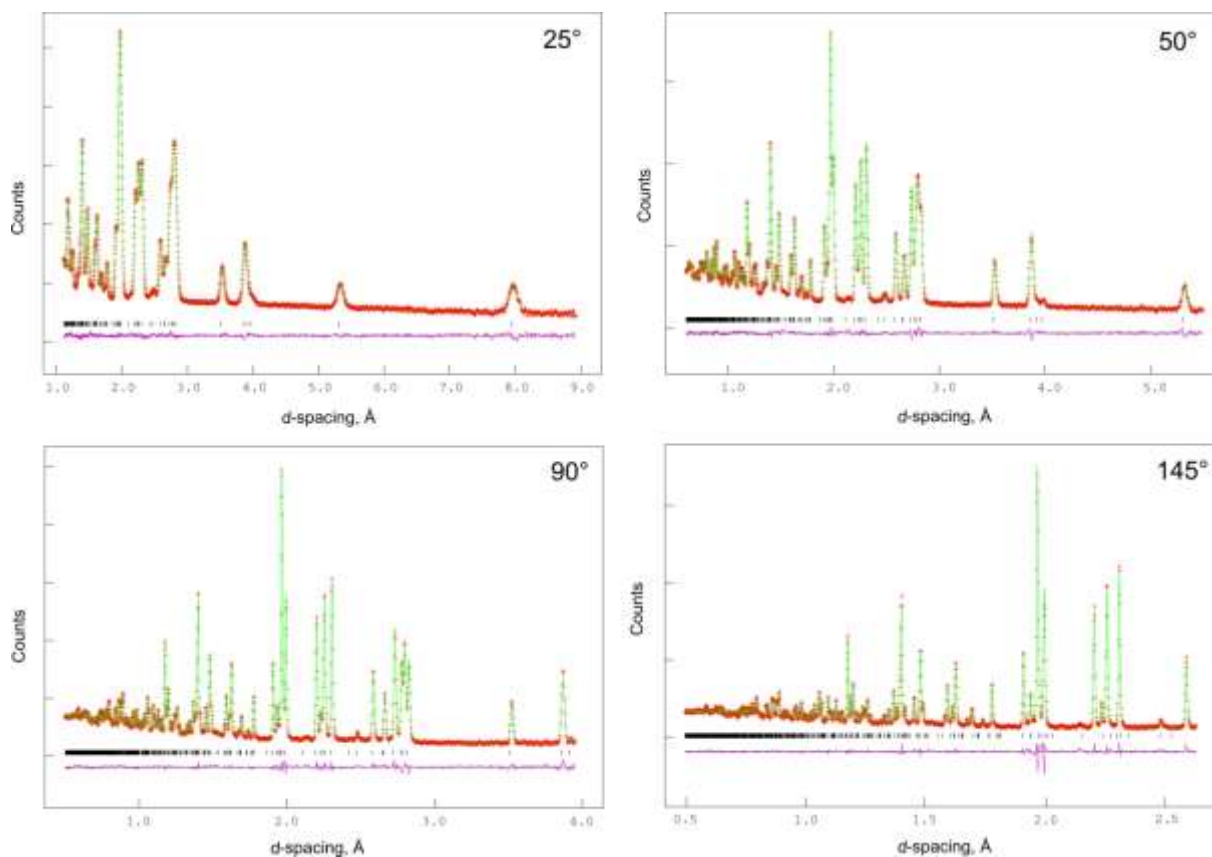 25°
Counts
1.0 2.0 3.0 4.0 5.0 6.0 7.0 8.0 9.0
d-spacing, Å
50°
Counts
1.0 2.0 3.0 4.0 5.0
d-spacing, Å
90°
Counts
1.0 2.0 3.0 4.0
d-spacing, Å
145°
Counts
0.5 1.0 1.5 2.0 2.5
d-spacing, Å